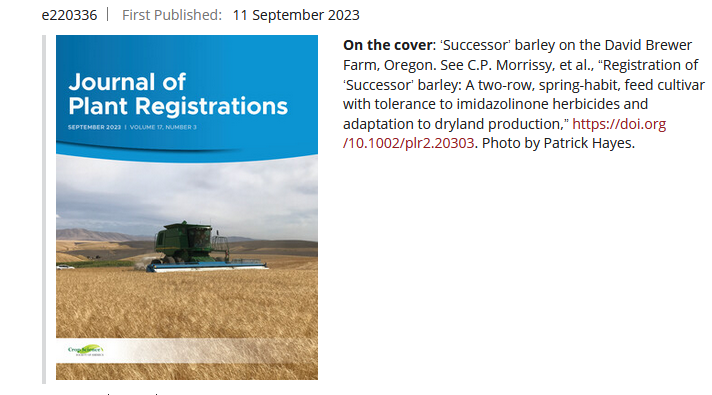 e220336 | First Published: 11 September 2023
Journal of
Plant Registrations
SEPTEMBER 2023 | VOLUME 17, NUMBER 3
On the cover: ‘Successor’ barley on the David Brewer
Farm, Oregon. See C.P. Morrissy, et al., “Registration of
‘Successor’ barley: A two-row, spring-habit, feed cultivar
with tolerance to imidazolinone herbicides and
adaptation to dryland production,” https://doi.org
/10.1002/plr2.20303. Photo by Patrick Hayes.
Crop Science